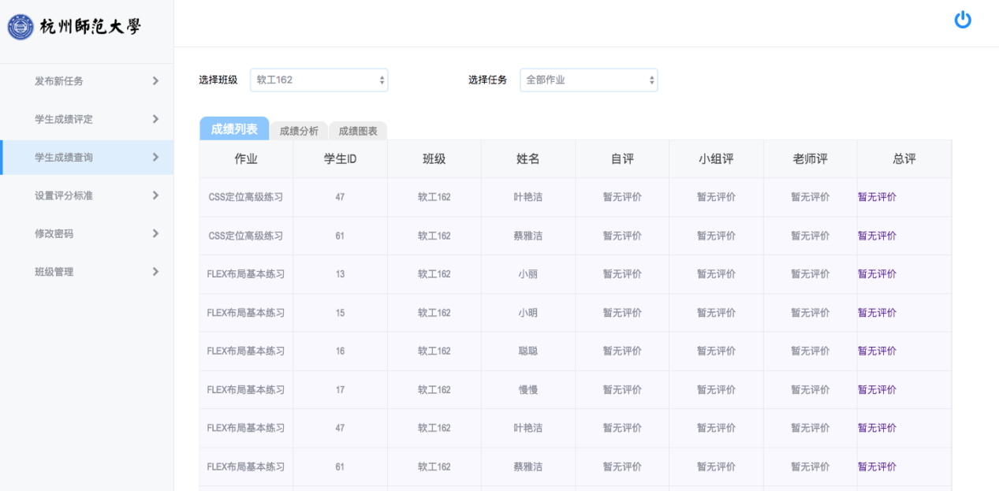 杭州師范大學
发布新任务
学生成绩评定
学生成绩查询
设置评分标准
修改密码
班级管理
选择班级 软工162 选择任务 全部作业
成绩列表 成绩分析 成绩图表
作业 学生ID 班级 姓名 自评 小组评 老师评 总评
CSS定位高级练习 47 软工162 叶艳洁 暂无评价 暂无评价 暂无评价 暂无评价
CSS定位高级练习 61 软工162 蔡雅洁 暂无评价 暂无评价 暂无评价 暂无评价
FLEX布局基本练习 13 软工162 小丽 暂无评价 暂无评价 暂无评价 暂无评价
FLEX布局基本练习 15 软工162 小明 暂无评价 暂无评价 暂无评价 暂无评价
FLEX布局基本练习 16 软工162 聪聪 暂无评价 暂无评价 暂无评价 暂无评价
FLEX布局基本练习 17 软工162 慢慢 暂无评价 暂无评价 暂无评价 暂无评价
FLEX布局基本练习 47 软工162 叶艳洁 暂无评价 暂无评价 暂无评价 暂无评价
FLEX布局基本练习 61 软工162 蔡雅洁 暂无评价 暂无评价 暂无评价 暂无评价